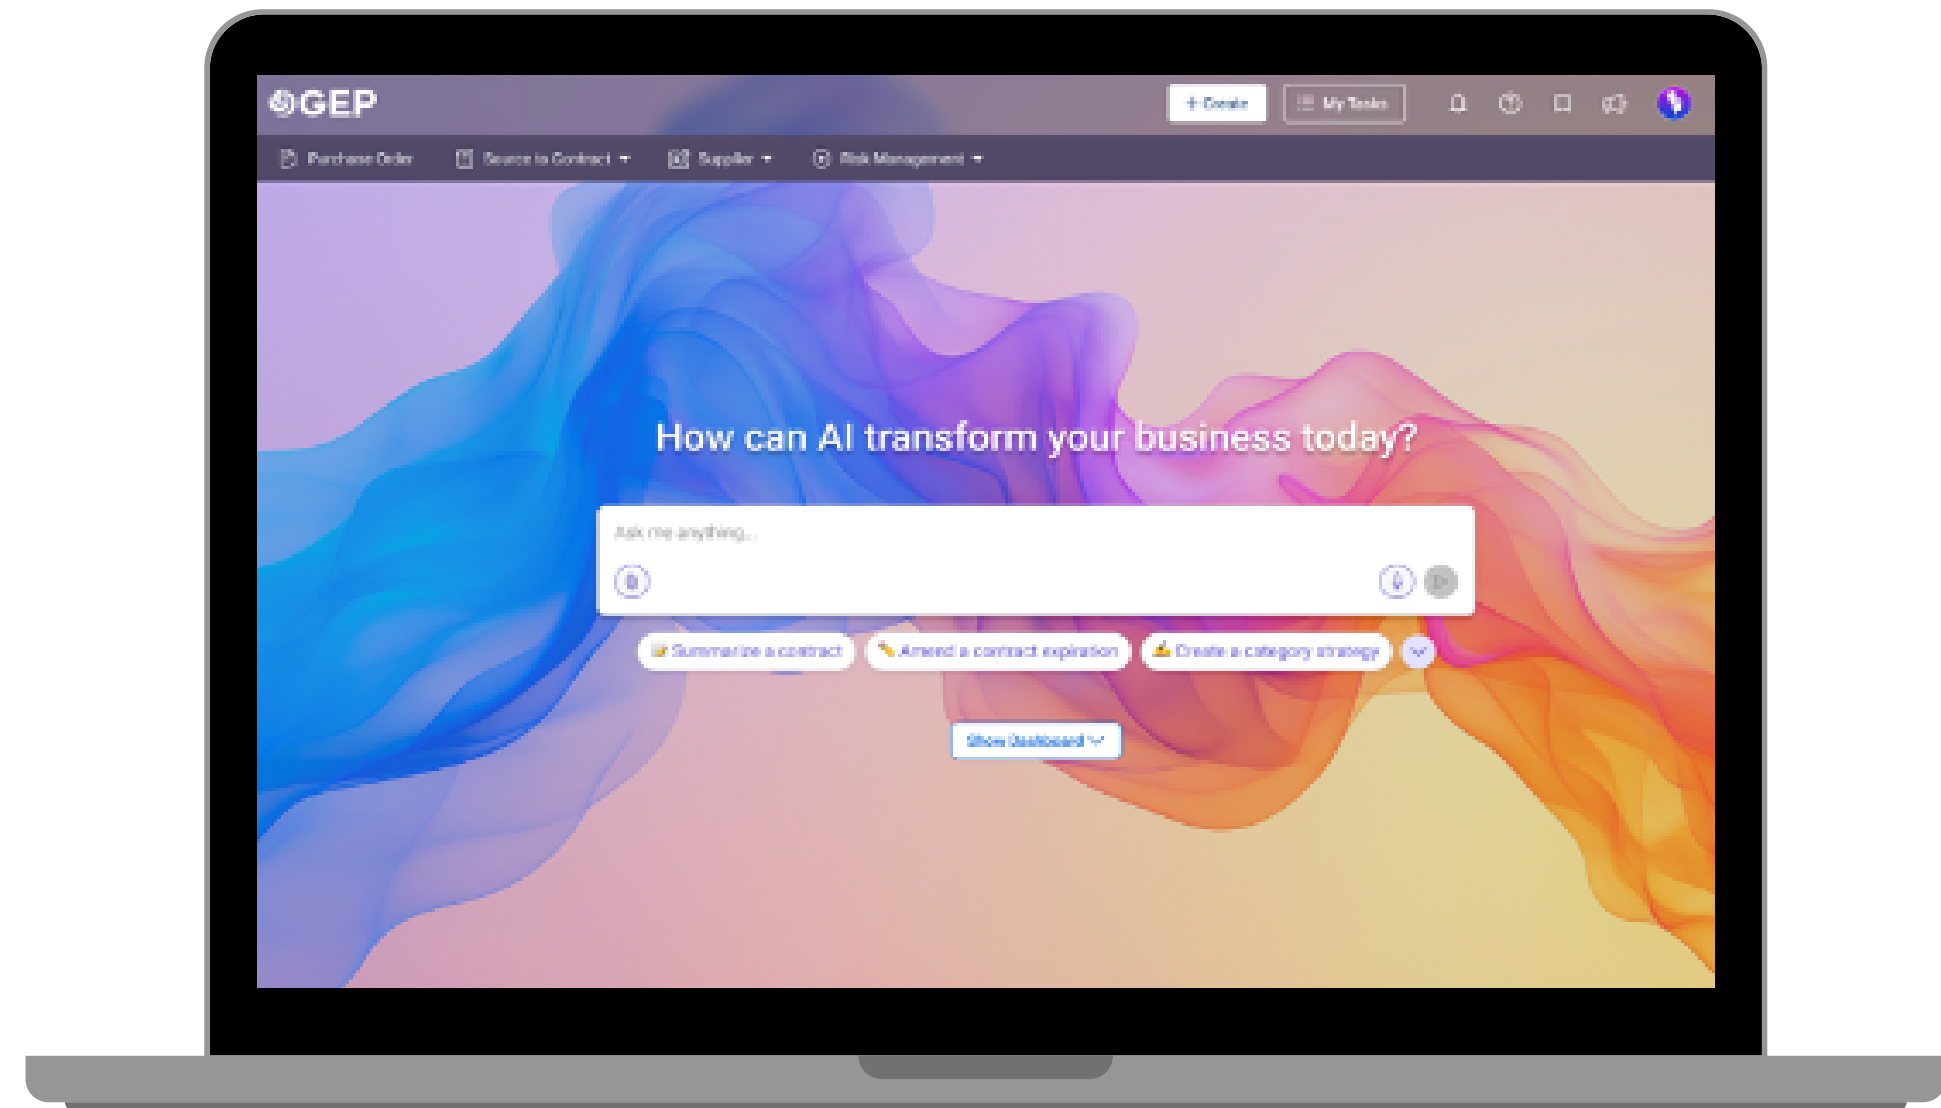 GEP
+ Create
My Tasks
Purchase Order
Source to Contract
Supplier
Risk Management
How can AI transform your business today?
Ask me anything...
Summarize a contract
Amend a contract expiration
Create a category strategy
Show Dashboard